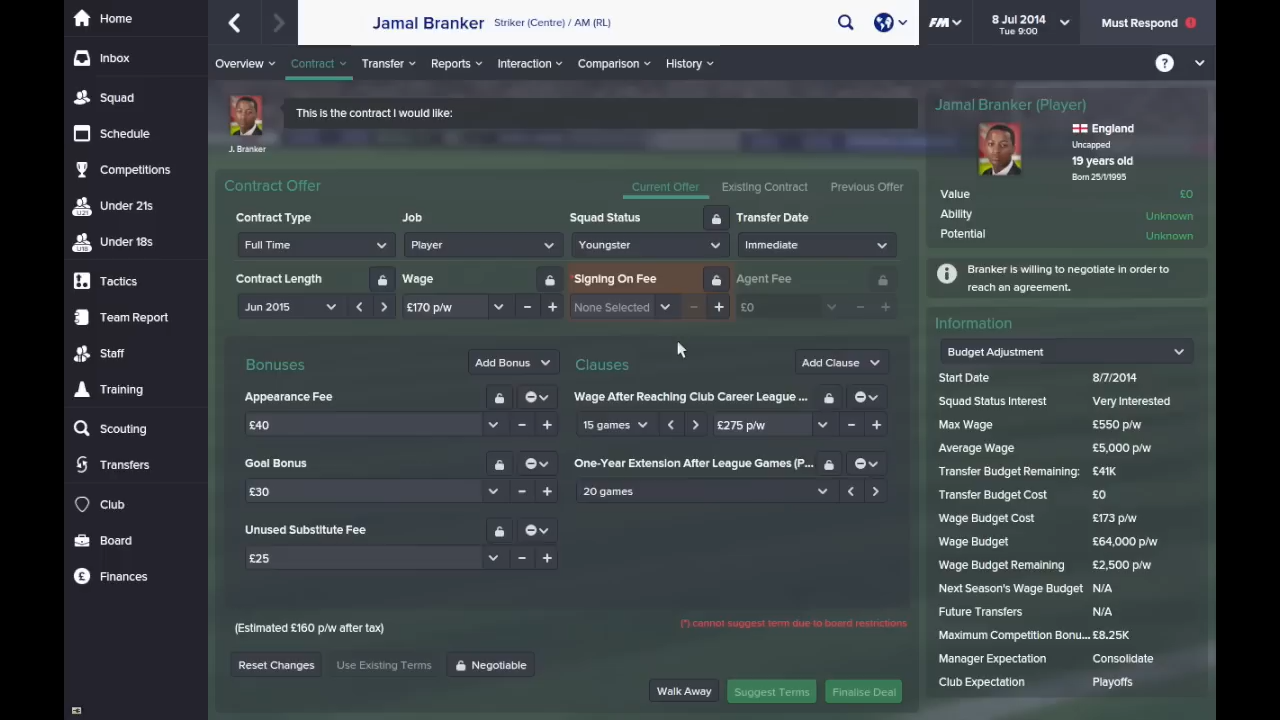 Home
Inbox
Squad
Schedule
Competitions
Under 21s
U21
Under 18s
U18
Tactics
Team Report
Staff
Training
Scouting
Transfers
Club
Board
Finances
Jamal Branker Striker (Centre) / AM (RL)
FM
8 Jul 2014
Tue 9:00
Must Respond
Overview Contract Transfer Reports Interaction Comparison History
?
This is the contract I would like:
J. Branker
Contract Offer
Current Offer Existing Contract Previous Offer
Contract Type Job Squad Status Transfer Date
Full Time Player Youngster Immediate
Contract Length Wage *Signing On Fee Agent Fee
Jun 2015 £170 p/w None Selected £0
Bonuses Add Bonus Clauses Add Clause
Appearance Fee Wage After Reaching Club Career League ...
£40 15 games £275 p/w
Goal Bonus One-Year Extension After League Games (P...
£30 20 games
Unused Substitute Fee
£25
(Estimated £160 p/w after tax)
(*) cannot suggest term due to board restrictions
Reset Changes Use Existing Terms Negotiable
Walk Away Suggest Terms Finalise Deal
Jamal Branker (Player)
England
Uncapped
19 years old
Born 25/1/1995
Value £0
Ability Unknown
Potential Unknown
Branker is willing to negotiate in order to
reach an agreement.
Information
Budget Adjustment
Start Date 8/7/2014
Squad Status Interest Very Interested
Max Wage £550 p/w
Average Wage £5,000 p/w
Transfer Budget Remaining: £41K
Transfer Budget Cost £0
Wage Budget Cost £173 p/w
Wage Budget £64,000 p/w
Wage Budget Remaining £2,500 p/w
Next Season's Wage Budget N/A
Future Transfers N/A
Maximum Competition Bonu... £8.25K
Manager Expectation Consolidate
Club Expectation Playoffs